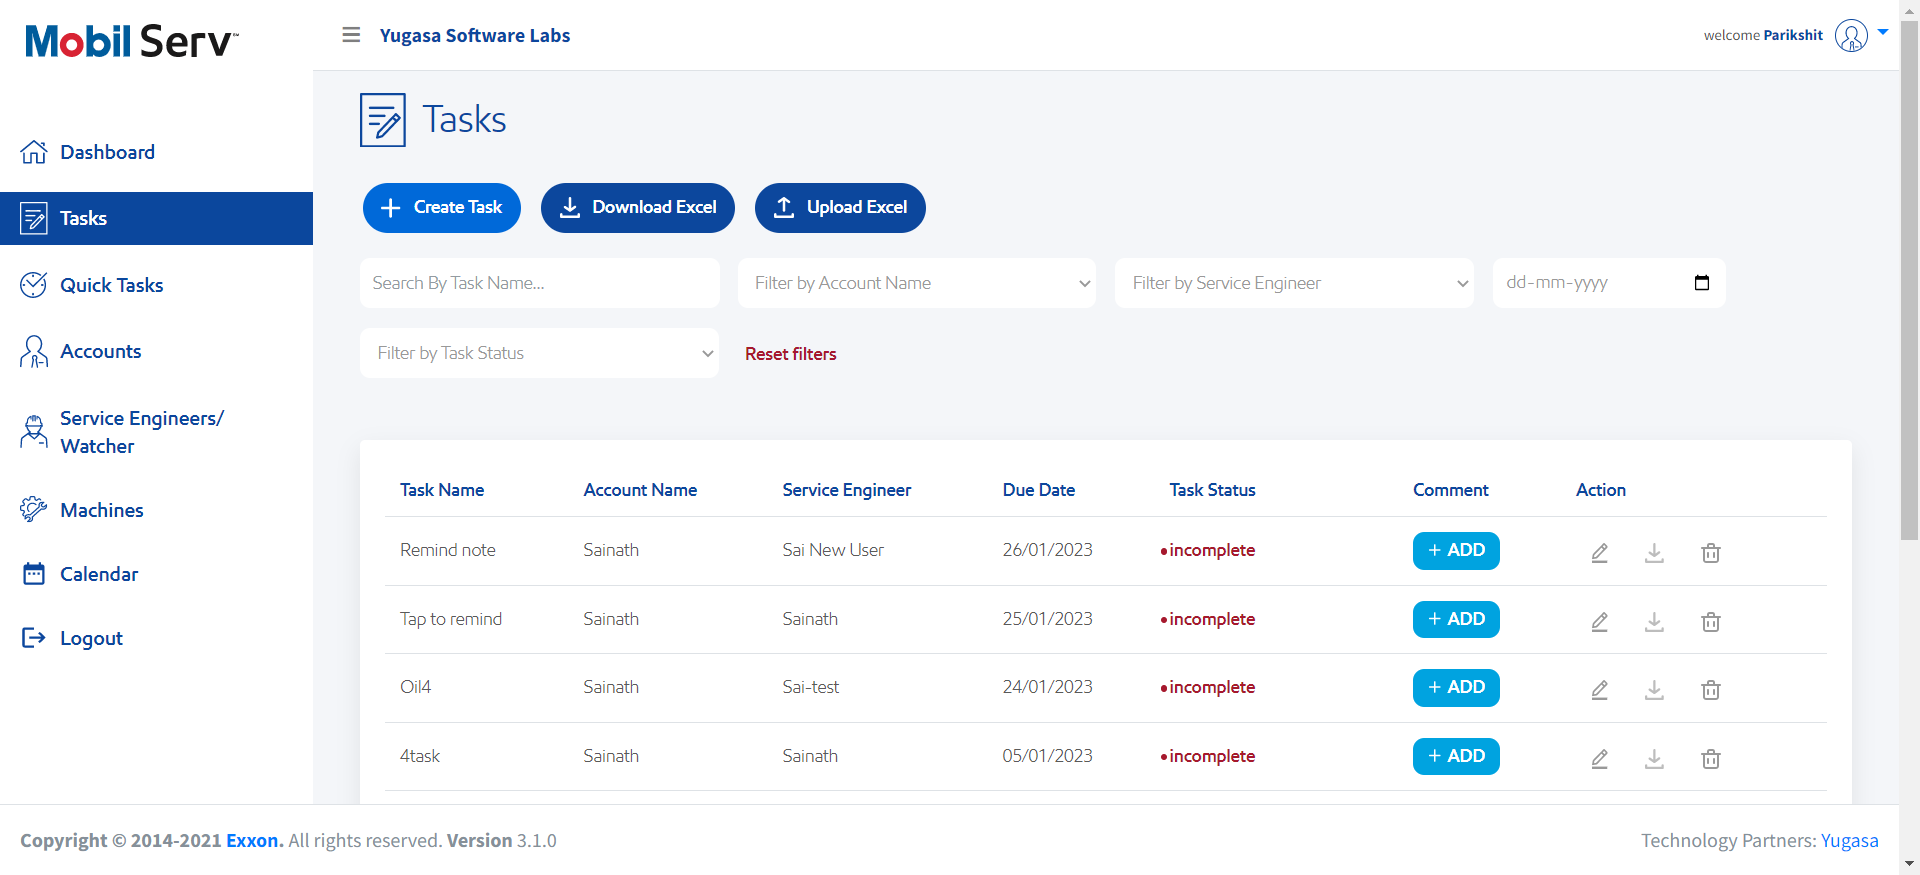 Mobil Serv™
Yugasa Software Labs
welcome Parikshit
Dashboard
Tasks
Quick Tasks
Accounts
Service Engineers/
Watcher
Machines
Calendar
Logout
Tasks
Create Task
Download Excel
Upload Excel
Search By Task Name...
Filter by Account Name
Filter by Service Engineer
dd-mm-yyyy
Filter by Task Status
Reset filters
Task Name Account Name Service Engineer Due Date Task Status Comment Action
Remind note Sainath Sai New User 26/01/2023 •incomplete + ADD
Tap to remind Sainath Sainath 25/01/2023 •incomplete + ADD
Oil4 Sainath Sai-test 24/01/2023 •incomplete + ADD
4task Sainath Sainath 05/01/2023 •incomplete + ADD
Copyright © 2014-2021 Exxon. All rights reserved. Version 3.1.0
Technology Partners: Yugasa